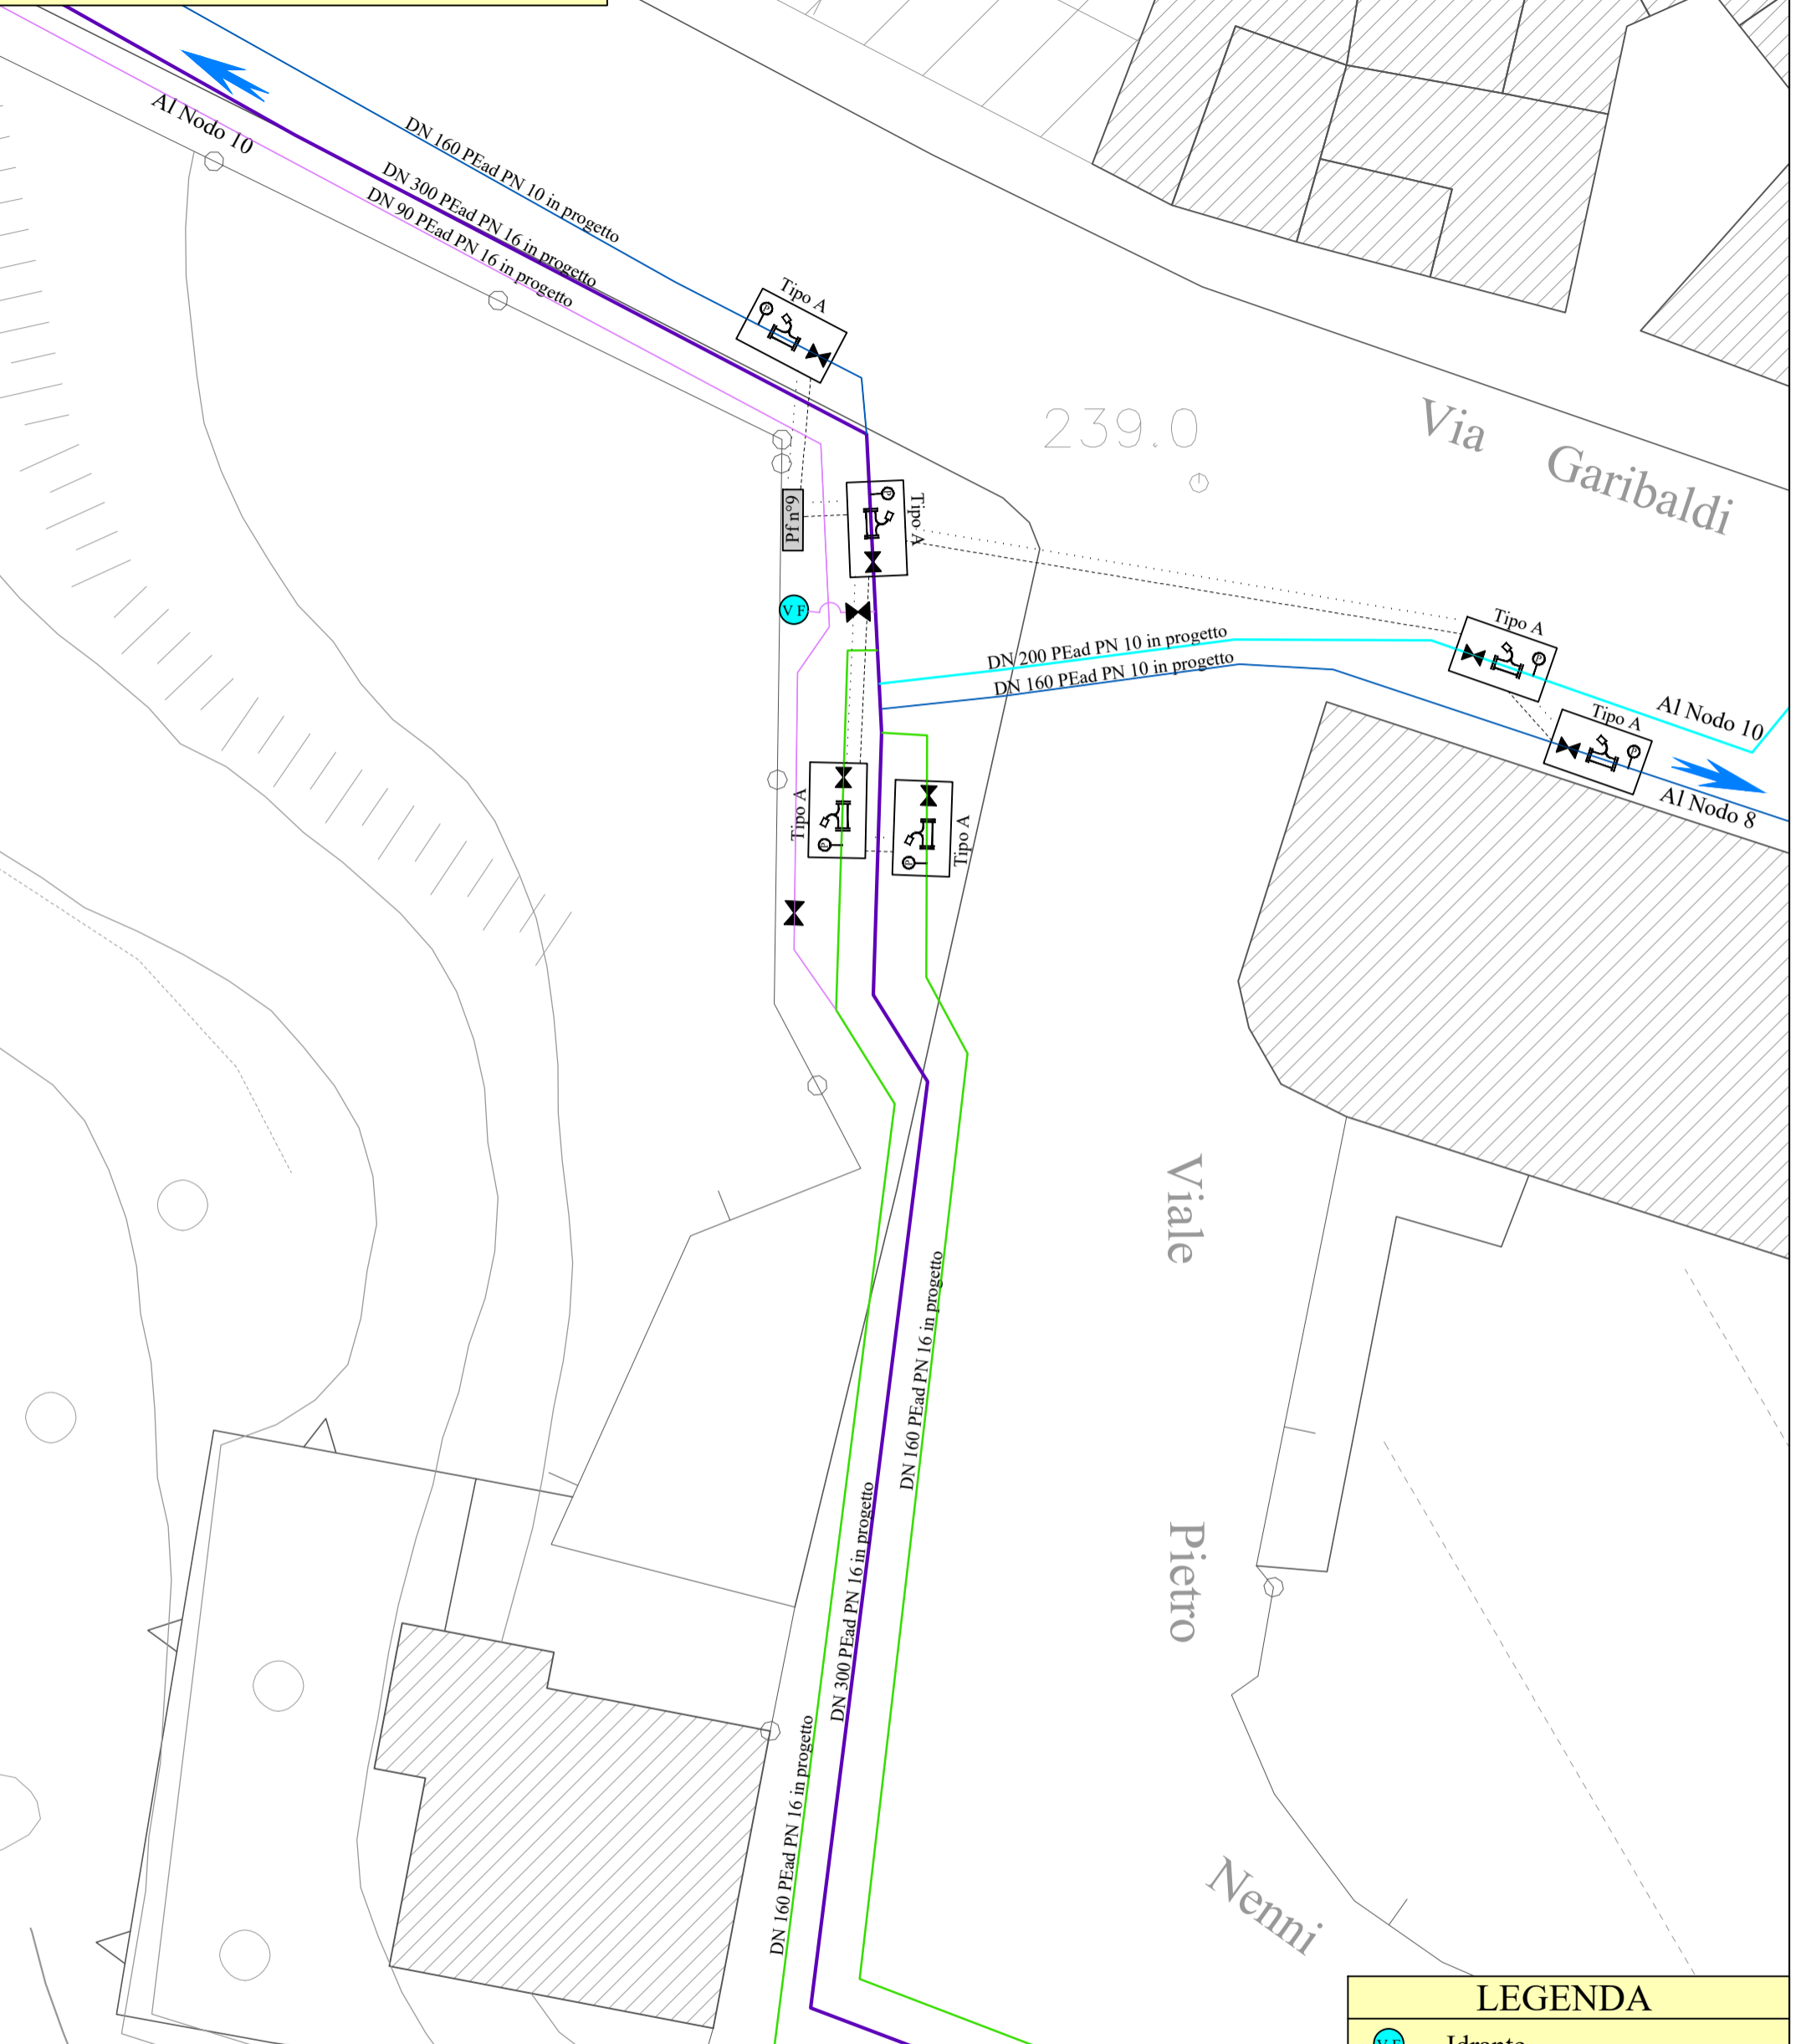 Al Nodo 10
DN 160 PEad PN 10 in progetto
DN 300 PEad PN 16 in progetto
DN 90 PEad PN 16 in progetto
Tipo A
P
239.0
Via Garibaldi
Pf n°9
P
Tipo A
V F
DN 200 PEad PN 10 in progetto
DN 160 PEad PN 10 in progetto
Tipo A
P
Al Nodo 10
Tipo A
P
Al Nodo 8
Tipo A
P
Tipo A
P
Viale
Pietro
Nenni
DN 160 PEad PN 16 in progetto
DN 300 PEad PN 16 in progetto
DN 160 PEad PN 16 in progetto
LEGENDA
V F Idrante